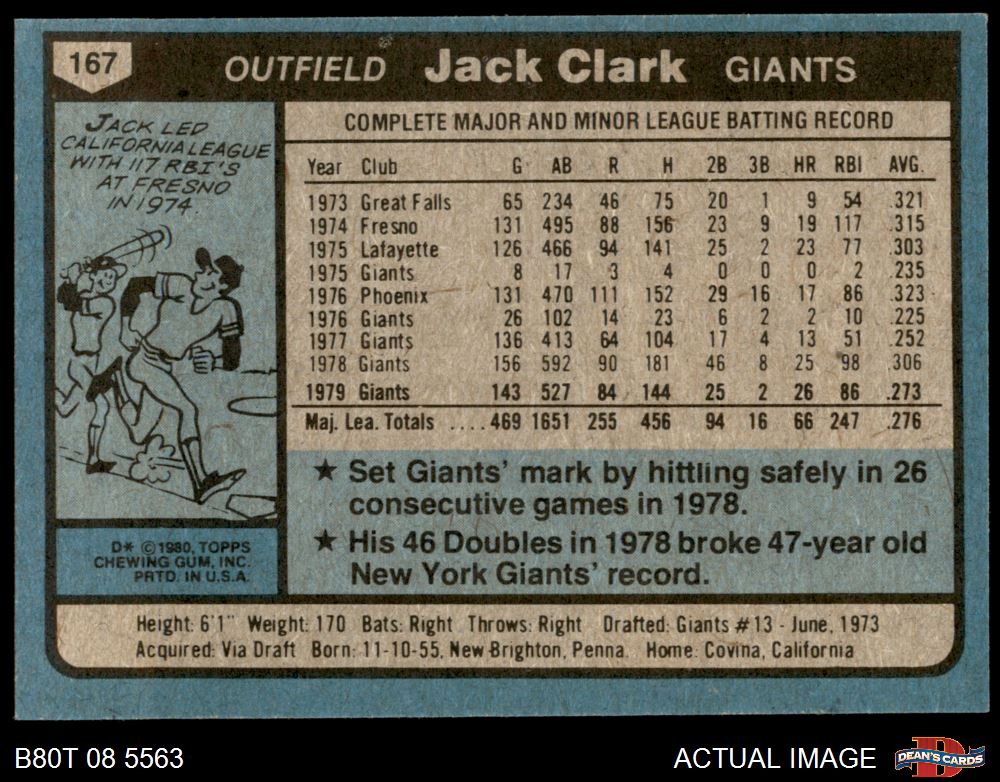 167 OUTFIELD Jack Clark GIANTS
JACK LED
CALIFORNIA LEAGUE
WITH 117 RBI'S
AT FRESNO
IN 1974.
COMPLETE MAJOR AND MINOR LEAGUE BATTING RECORD
Year Club G AB R H 2B 3B HR RBI AVG.
1973 Great Falls 65 234 46 75 20 1 9 54 .321
1974 Fresno 131 495 88 156 23 9 19 117 .315
1975 Lafayette 126 466 94 141 25 2 23 77 .303
1975 Giants 8 17 3 4 0 0 0 2 .235
1976 Phoenix 131 470 111 152 29 16 17 86 .323
1976 Giants 26 102 14 23 6 2 2 10 .225
1977 Giants 136 413 64 104 17 4 13 51 .252
1978 Giants 156 592 90 181 46 8 25 98 .306
1979 Giants 143 527 84 144 25 2 26 86 .273
Maj. Lea. Totals ....469 1651 255 456 94 16 66 247 .276
★ Set Giants' mark by hittling safely in 26
consecutive games in 1978.
★ His 46 Doubles in 1978 broke 47-year old
New York Giants' record.
D* © 1980, TOPPS
CHEWING GUM, INC.
PRTD. IN U.S.A.
Height: 6'1" Weight: 170 Bats: Right Throws: Right Drafted: Giants #13 - June, 1973
Acquired: Via Draft Born: 11-10-55, New Brighton, Penna. Home: Covina, California
B80T 08 5563
ACTUAL IMAGE
D
DEAN'S CARDS